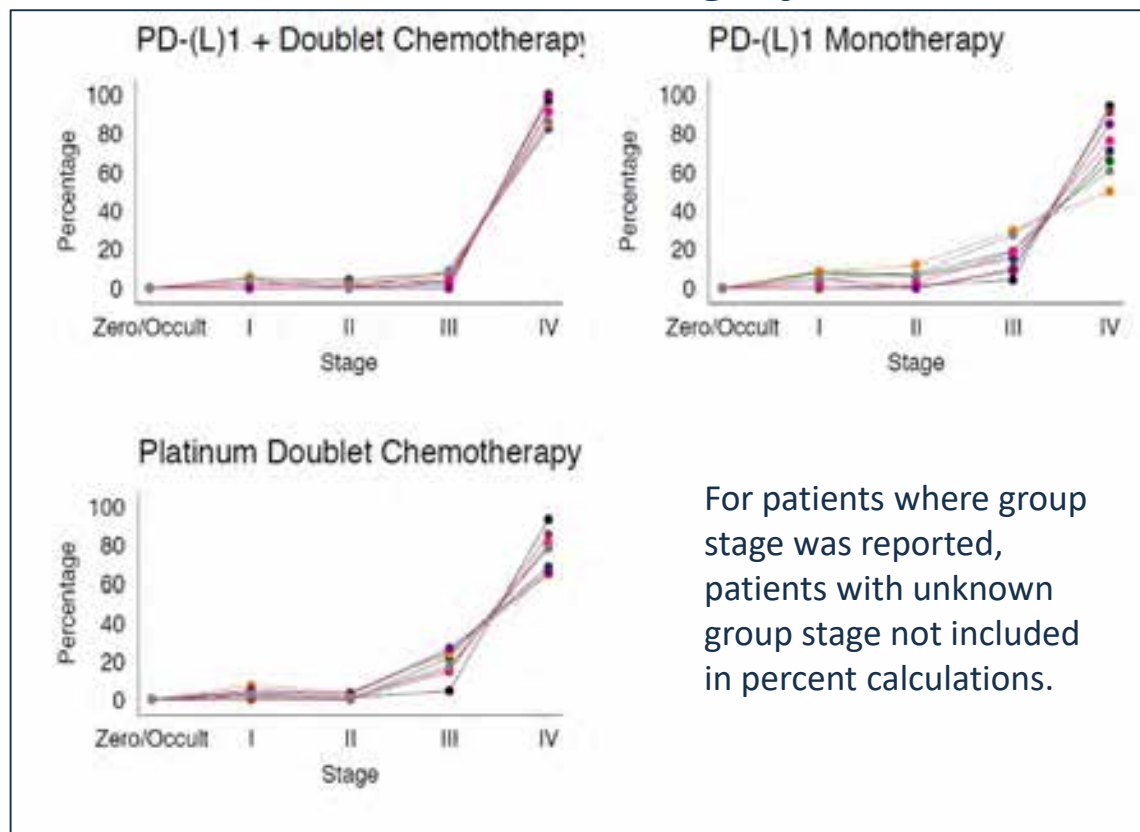 PD-(L)1 + Doublet Chemotherapy
100
80
60
40
20
0
Percentage
Zero/Occult I II III IV
Stage
PD-(L)1 Monotherapy
100
80
60
40
20
0
Percentage
Zero/Occult I II III IV
Stage
Platinum Doublet Chemotherapy
100
80
60
40
20
0
Percentage
Zero/Occult I II III IV
Stage
For patients where group
stage was reported,
patients with unknown
group stage not included
in percent calculations.